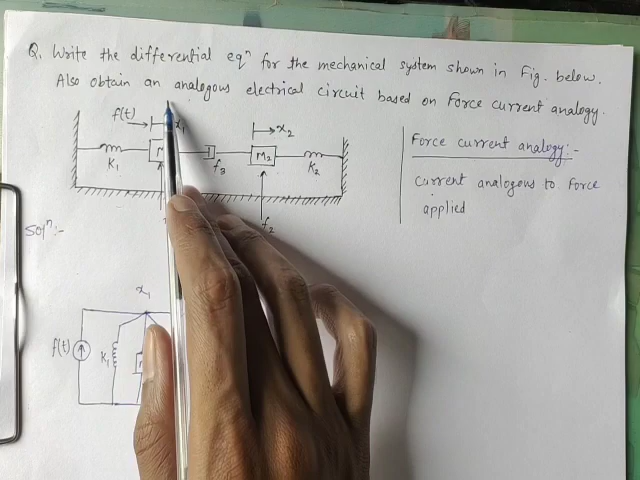 Q. Write the differential eqⁿ for the mechanical system shown in Fig. below.
Also obtain an analogous electrical circuit based on Force current analogy.
f(t) x₁ x₂
K₁ M f₃ M₂ K₂
f₂
Force current analogy:-
Current analogous to Force
applied
Solⁿ:-
x₁
f(t) K₁